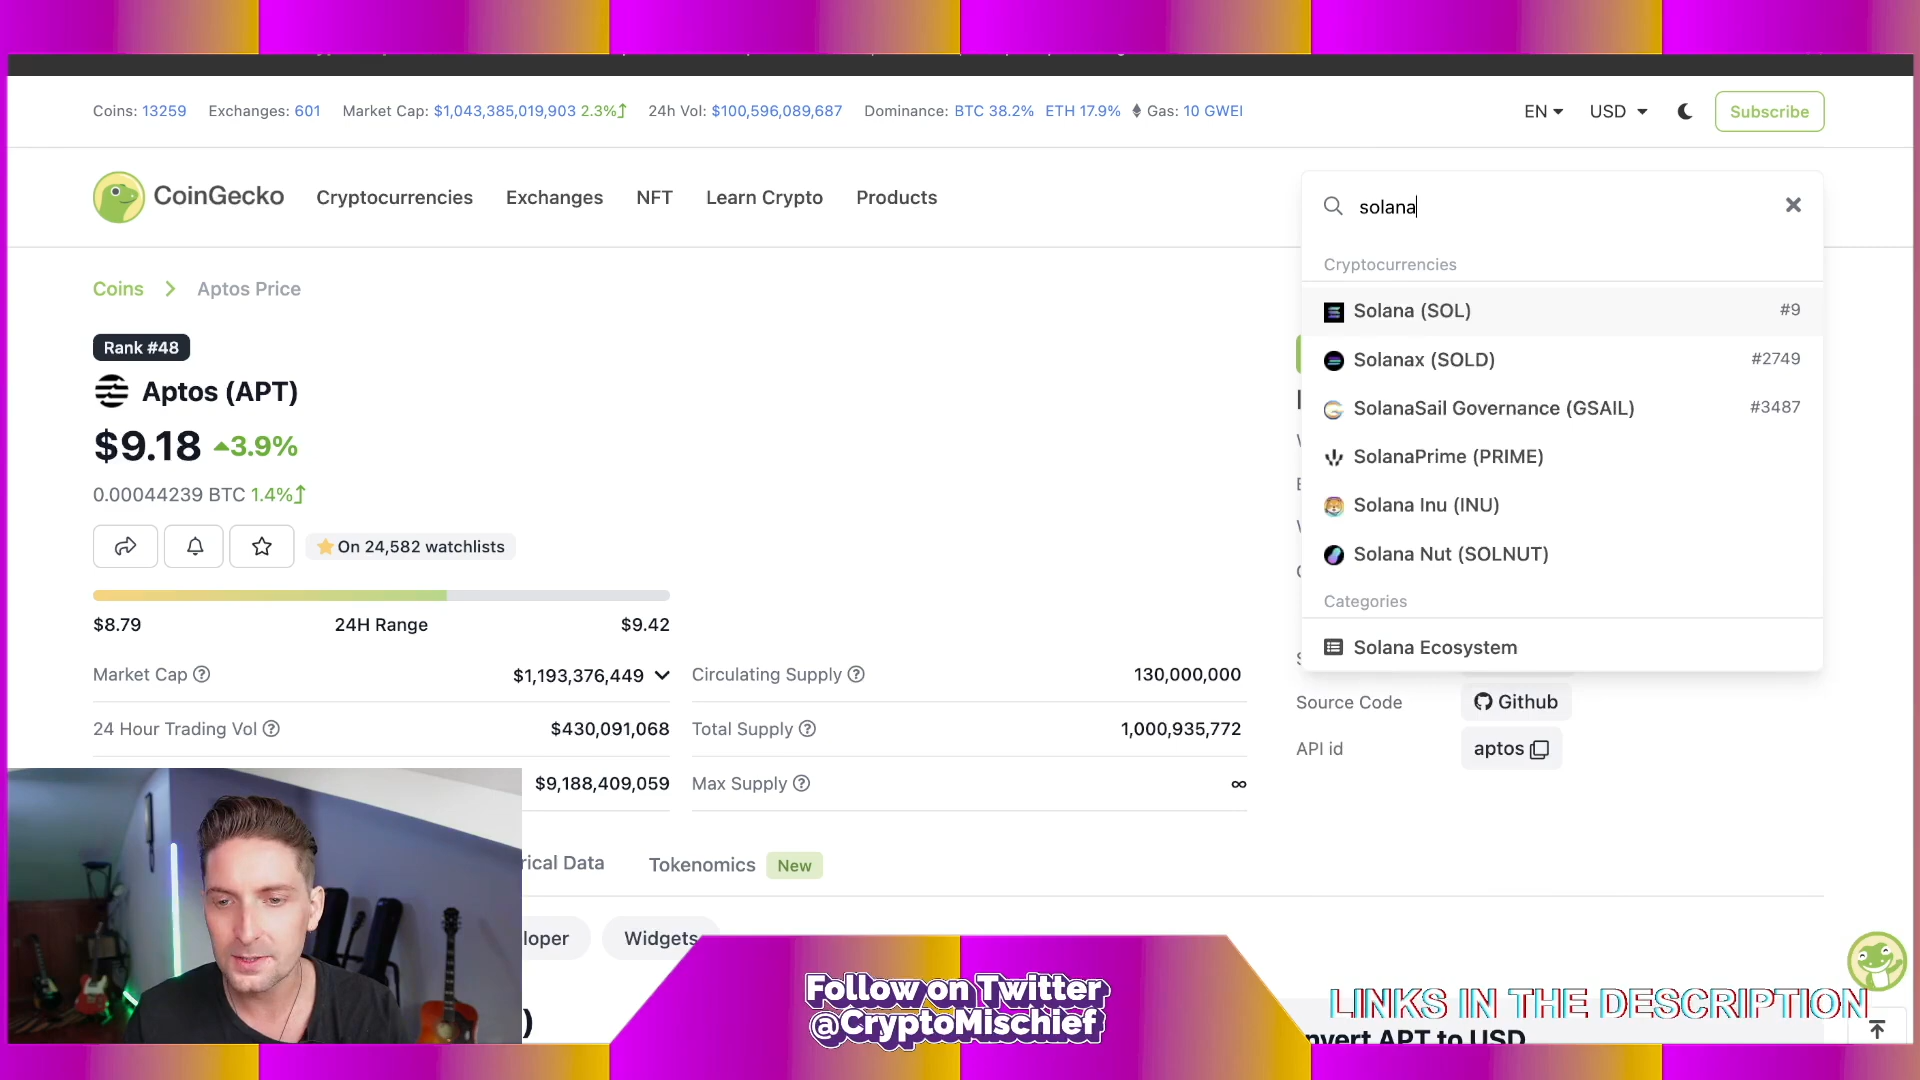 Coins: 13259 Exchanges: 601 Market Cap: $1,043,385,019,903 2.3% 24h Vol: $100,596,089,687 Dominance: BTC 38.2% ETH 17.9% Gas: 10 GWEI EN USD Subscribe
CoinGecko Cryptocurrencies Exchanges NFT Learn Crypto Products
solana
Cryptocurrencies
Solana (SOL) #9
Solanax (SOLD) #2749
SolanaSail Governance (GSAIL) #3487
SolanaPrime (PRIME)
Solana Inu (INU)
Solana Nut (SOLNUT)
Categories
Solana Ecosystem
Coins > Aptos Price
Rank #48
Aptos (APT)
$9.18 3.9%
0.00044239 BTC 1.4%
On 24,582 watchlists
$8.79 24H Range $9.42
Market Cap $1,193,376,449
24 Hour Trading Vol $430,091,068
$9,188,409,059
Circulating Supply 130,000,000
Total Supply 1,000,935,772
Max Supply ∞
Source Code Github
API id aptos
rical Data Tokenomics New
loper Widgets
)
Follow on Twitter
@CryptoMischief
LINKS IN THE DESCRIPTION
nvert APT to USD